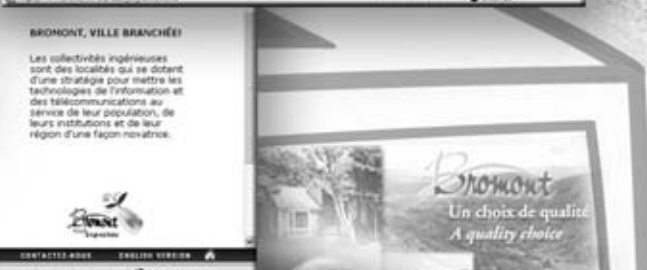 BROMONT, VILLE BRANCHÉE!
Les collectivités ingénieuses
sont des localités qui se dotent
d'une stratégie pour mettre les
technologies de l'information et
des télécommunications au
service de leur population, de
leurs institutions et de leur
région d'une façon novatrice.
Bromont
CONTACTEZ-NOUS ENGLISH VERSION
Bromont
Un choix de qualité
A quality choice